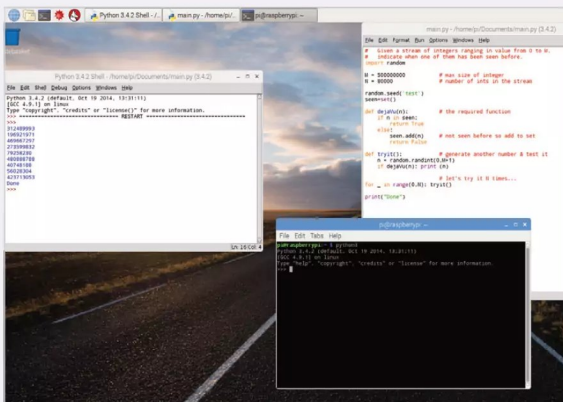 Python 3.4.2 Shell - /...
main.py - /home/pi/...
pi@raspberrypi: ~
Python 3.4.2 Shell - /home/pi/Documents/main.py (3.4.2)
File Edit Shell Debug Options Windows Help
Python 3.4.2 (default, Oct 19 2014, 13:31:11)
[GCC 4.9.1] on linux
Type "copyright", "credits" or "license()" for more information.
>>> ================================ RESTART ================================
>>>
312409093
196921971
273599832
79256230
480868788
40748108
56026304
423713053
Done
>>>
Ln: 16 Col: 4
main.py - /home/pi/Documents/main.py (3.4.2)
File Edit Format Run Options Windows Help
# Given a stream of integers ranging in value from 0 to M,
# indicate when one of them has been seen before.
import random
M = 500000000 # max size of integer
N = 80000 # number of ints in the stream
random.seed('test')
seen=set()
def dejaVu(n): # the required function
if n in seen:
return True
else:
seen.add(n) # not seen before so add to set
return False
def tryit(): # generate another number & test it
n = random.randint(0,M+1)
if dejaVu(n): print (n)
# let's try it N times...
for _ in range(0,N): tryit()
print("Done")
pi@raspberrypi: ~
File Edit Tabs Help
pi@raspberrypi:~ $ python3
Python 3.4.2 (default, Oct 19 2014, 13:31:11)
[GCC 4.9.1] on linux
Type "help", "copyright", "credits" or "license" for more information.
>>>